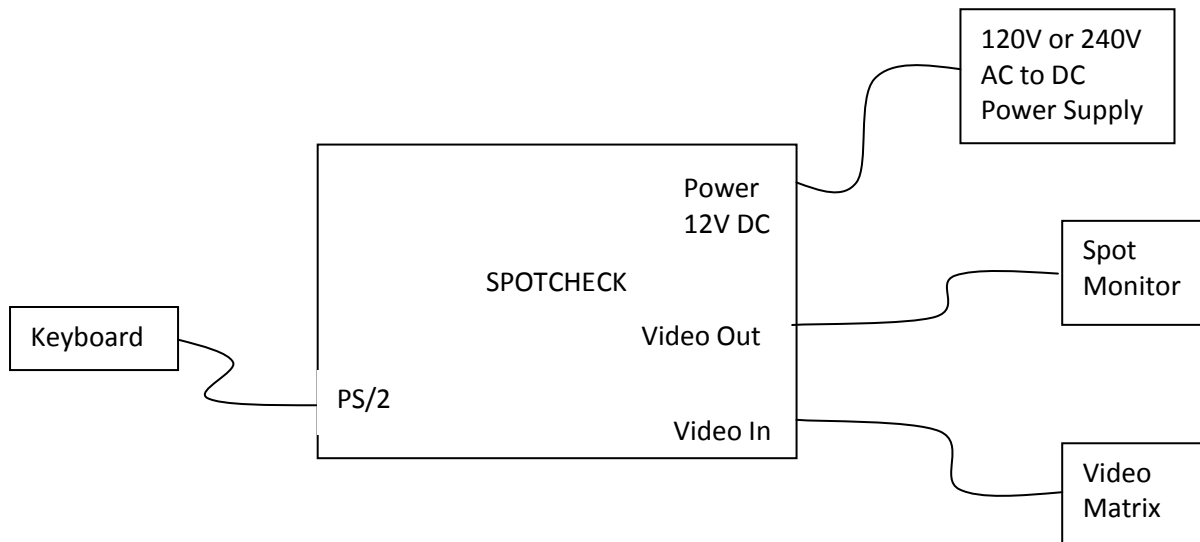 120V or 240V
AC to DC
Power Supply
Power
12V DC
SPOTCHECK
Spot
Monitor
Keyboard
Video Out
PS/2
Video In
Video
Matrix